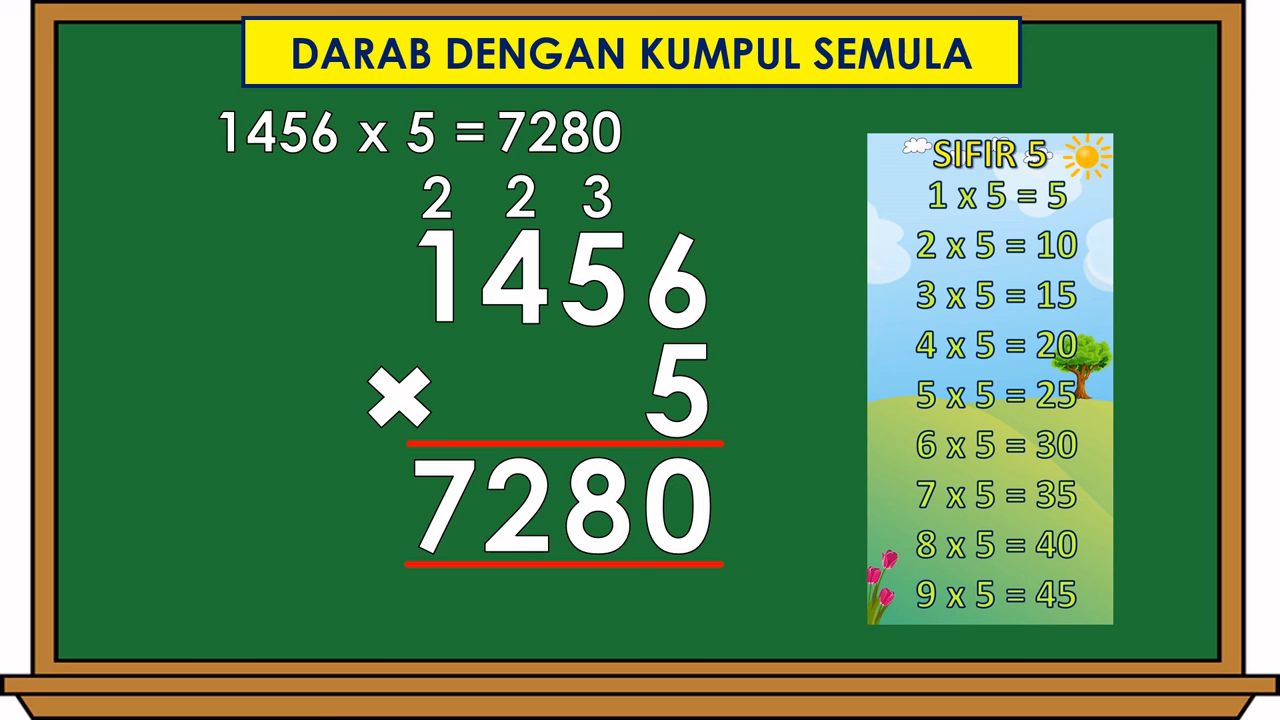 DARAB DENGAN KUMPUL SEMULA
1456 x 5 = 7280
2 2 3
1456
× 5
7280
SIFIR 5
1 x 5 = 5
2 x 5 = 10
3 x 5 = 15
4 x 5 = 20
5 x 5 = 25
6 x 5 = 30
7 x 5 = 35
8 x 5 = 40
9 x 5 = 45